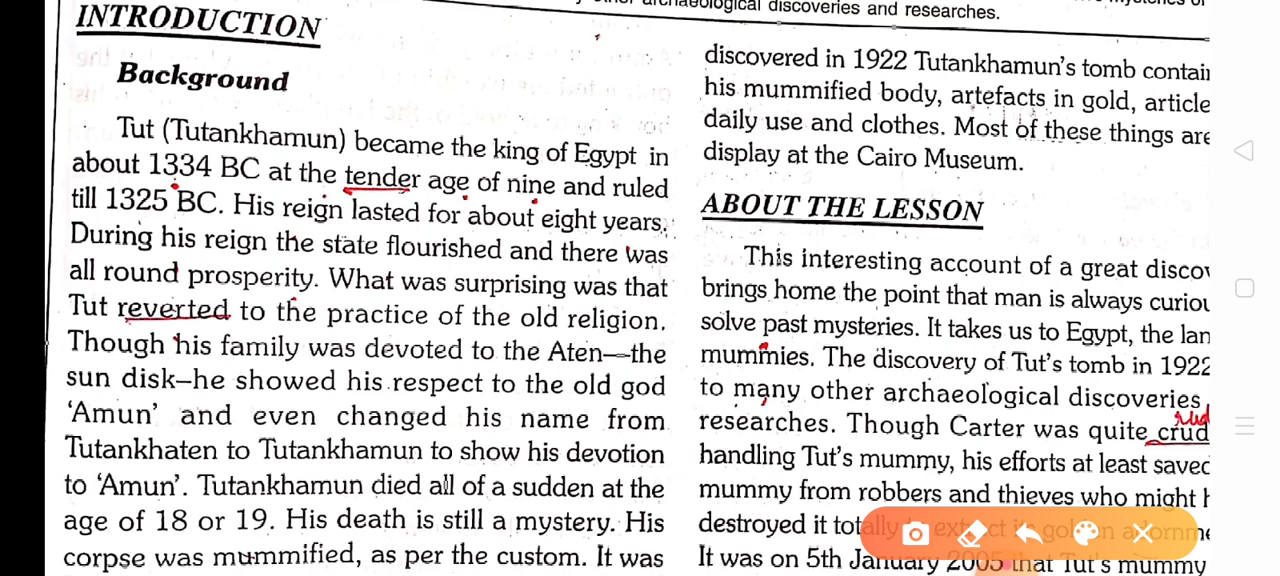 y other archaeological discoveries and researches.
INTRODUCTION
Background
Tut (Tutankhamun) became the king of Egypt in
about 1334 BC at the tender age of nine and ruled
till 1325 BC. His reign lasted for about eight years.
During his reign the state flourished and there was
all round prosperity. What was surprising was that
Tut reverted to the practice of the old religion.
Though his family was devoted to the Aten—the
sun disk–he showed his respect to the old god
‘Amun’ and even changed his name from
Tutankhaten to Tutankhamun to show his devotion
to ‘Amun’. Tutankhamun died all of a sudden at the
age of 18 or 19. His death is still a mystery. His
corpse was mummified, as per the custom. It was
discovered in 1922 Tutankhamun’s tomb contai
his mummified body, artefacts in gold, article
daily use and clothes. Most of these things are
display at the Cairo Museum.
ABOUT THE LESSON
This interesting account of a great discov
brings home the point that man is always curiou
solve past mysteries. It takes us to Egypt, the lan
mummies. The discovery of Tut’s tomb in 1922
to many other archaeological discoveries
researches. Though Carter was quite crud
handling Tut’s mummy, his efforts at least saved
mummy from robbers and thieves who might h
destroyed it totally to extract its golden adornme
It was on 5th January 2005 that Tut’s mummy